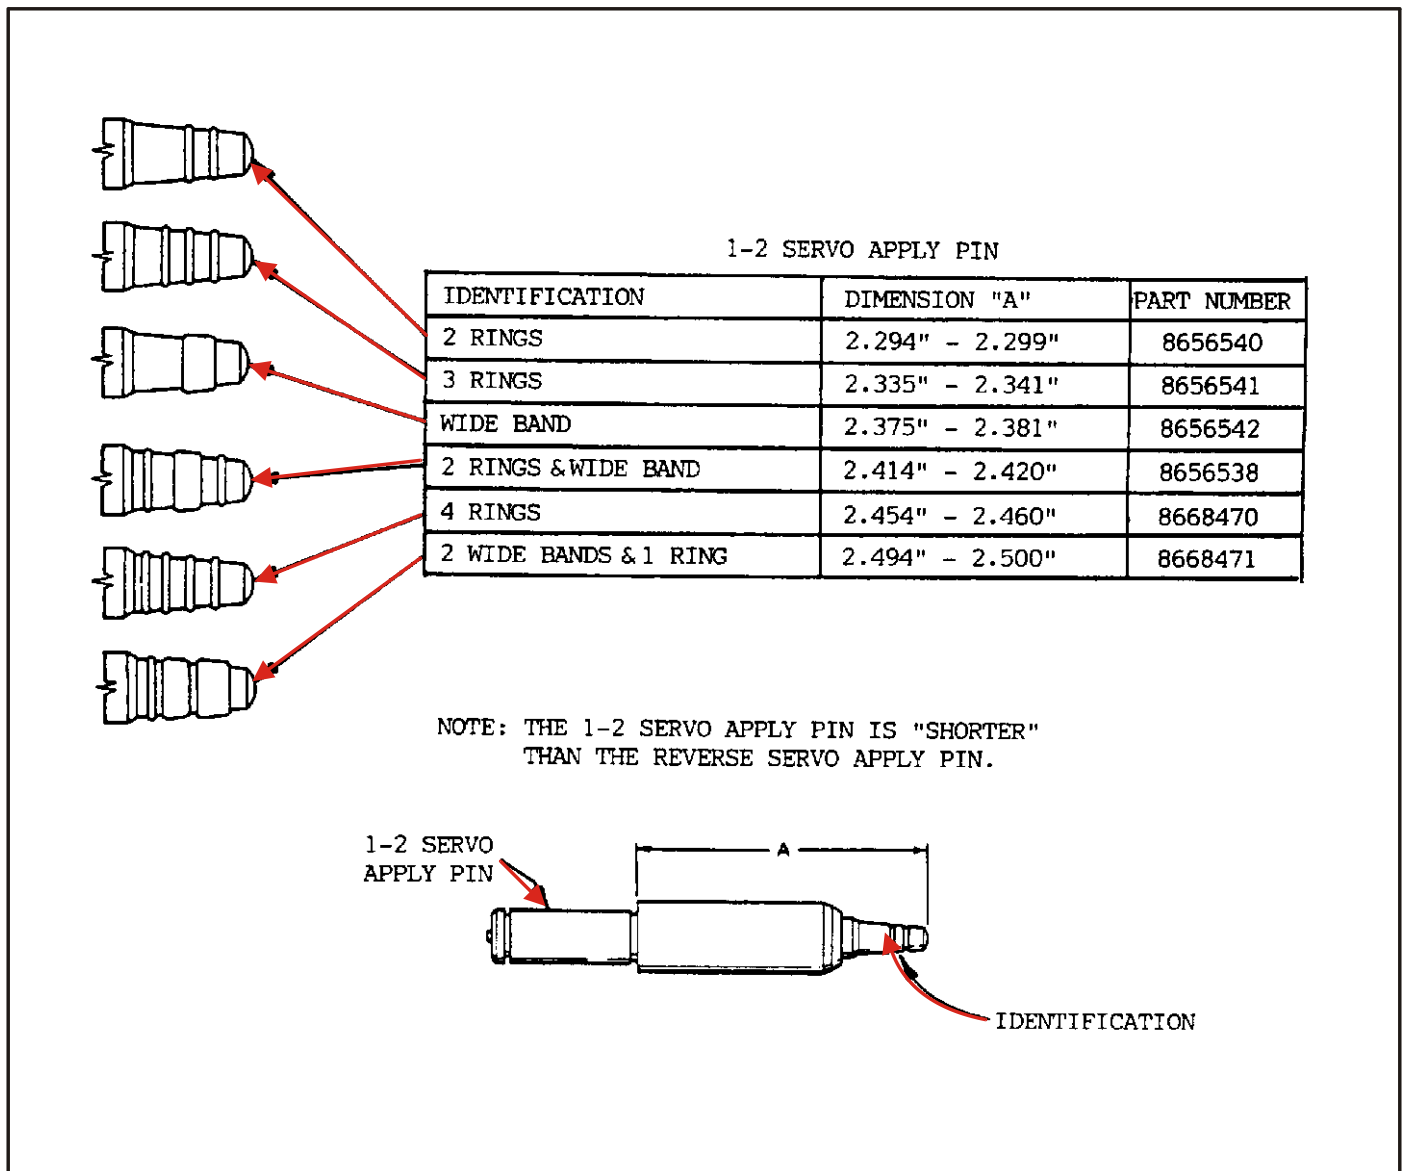 1-2 SERVO APPLY PIN
IDENTIFICATION DIMENSION "A" PART NUMBER
2 RINGS 2.294" - 2.299" 8656540
3 RINGS 2.335" - 2.341" 8656541
WIDE BAND 2.375" - 2.381" 8656542
2 RINGS & WIDE BAND 2.414" - 2.420" 8656538
4 RINGS 2.454" - 2.460" 8668470
2 WIDE BANDS & 1 RING 2.494" - 2.500" 8668471
NOTE: THE 1-2 SERVO APPLY PIN IS "SHORTER"
THAN THE REVERSE SERVO APPLY PIN.
1-2 SERVO
APPLY PIN
A
IDENTIFICATION